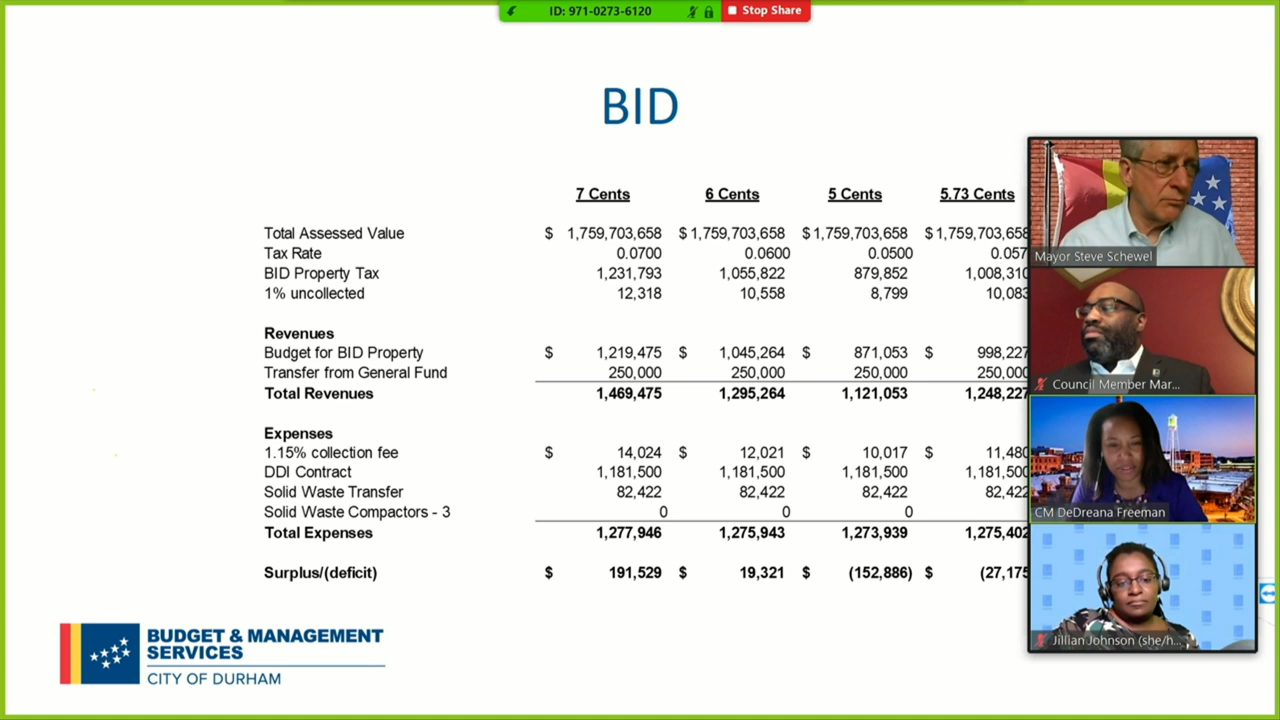 ID: 971-0273-6120 Stop Share
BID
7 Cents 6 Cents 5 Cents 5.73 Cents
Total Assessed Value $ 1,759,703,658 $ 1,759,703,658 $ 1,759,703,658 $ 1,759,703,658
Tax Rate 0.0700 0.0600 0.0500 0.057
BID Property Tax 1,231,793 1,055,822 879,852 1,008,310
1% uncollected 12,318 10,558 8,799 10,083
Revenues
Budget for BID Property $ 1,219,475 $ 1,045,264 $ 871,053 $ 998,227
Transfer from General Fund 250,000 250,000 250,000 250,000
Total Revenues 1,469,475 1,295,264 1,121,053 1,248,227
Expenses
1.15% collection fee $ 14,024 $ 12,021 $ 10,017 $ 11,480
DDI Contract 1,181,500 1,181,500 1,181,500 1,181,500
Solid Waste Transfer 82,422 82,422 82,422 82,422
Solid Waste Compactors - 3 0 0 0
Total Expenses 1,277,946 1,275,943 1,273,939 1,275,402
Surplus/(deficit) $ 191,529 $ 19,321 $ (152,886) $ (27,175
BUDGET & MANAGEMENT
SERVICES
CITY OF DURHAM
Mayor Steve Schewel
Council Member Mar...
CM DeDreana Freeman
Jillian Johnson (she/h...